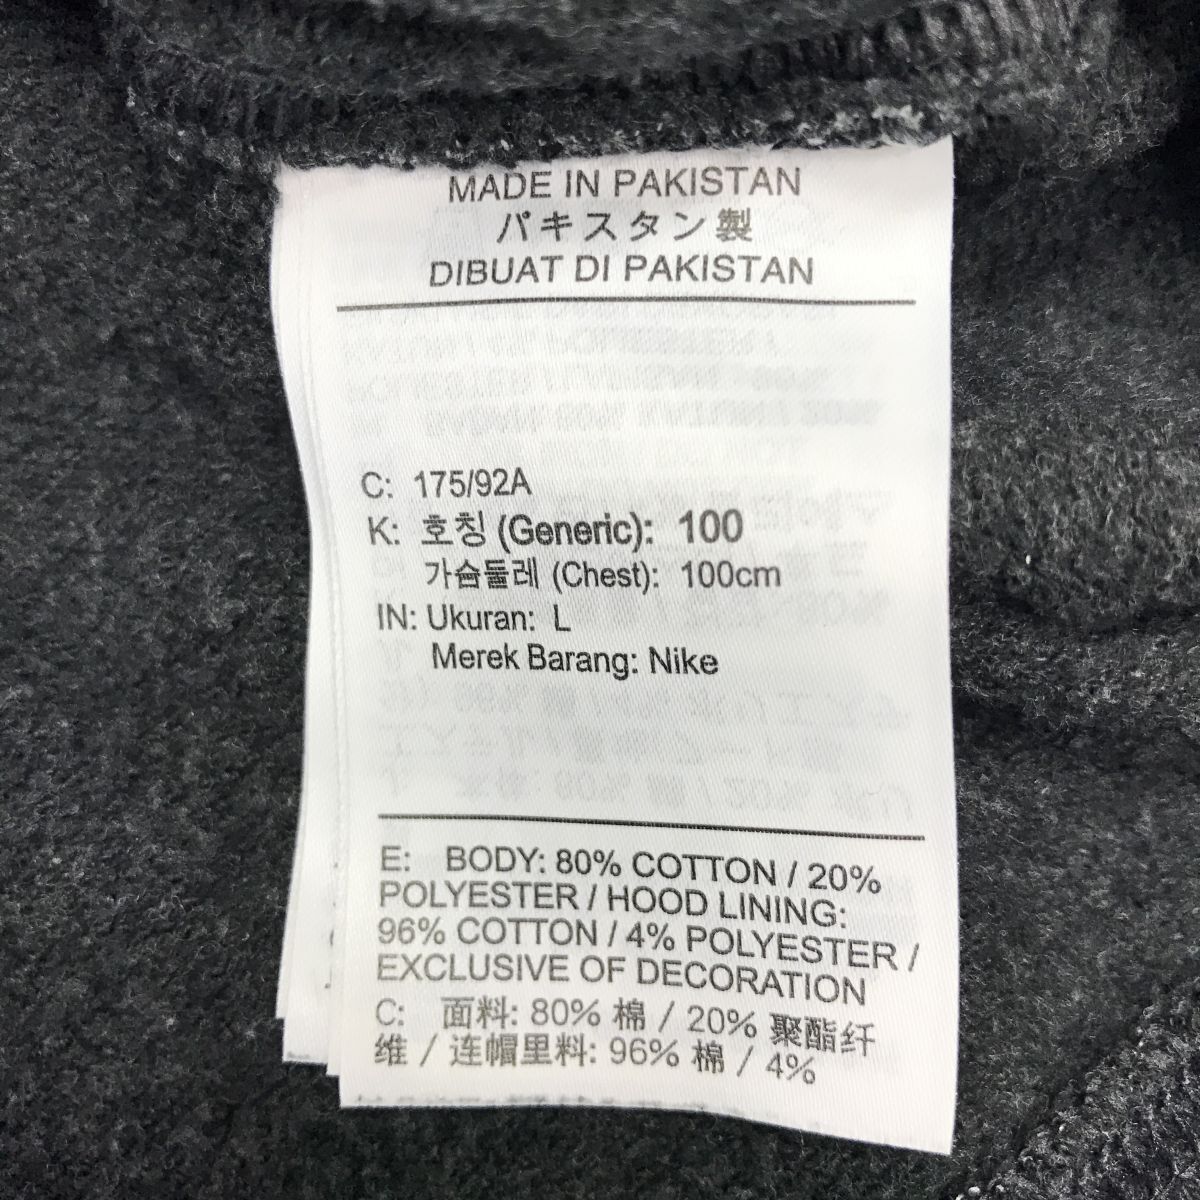 MADE IN PAKISTAN
パキスタン製
DIBUAT DI PAKISTAN
C: 175/92A
K: 호칭 (Generic): 100
가슴둘레 (Chest): 100cm
IN: Ukuran: L
Merek Barang: Nike
E: BODY: 80% COTTON / 20%
POLYESTER / HOOD LINING:
96% COTTON / 4% POLYESTER /
EXCLUSIVE OF DECORATION
C: 面料: 80% 棉 / 20% 聚酯纤
维 / 连帽里料: 96% 棉 / 4%